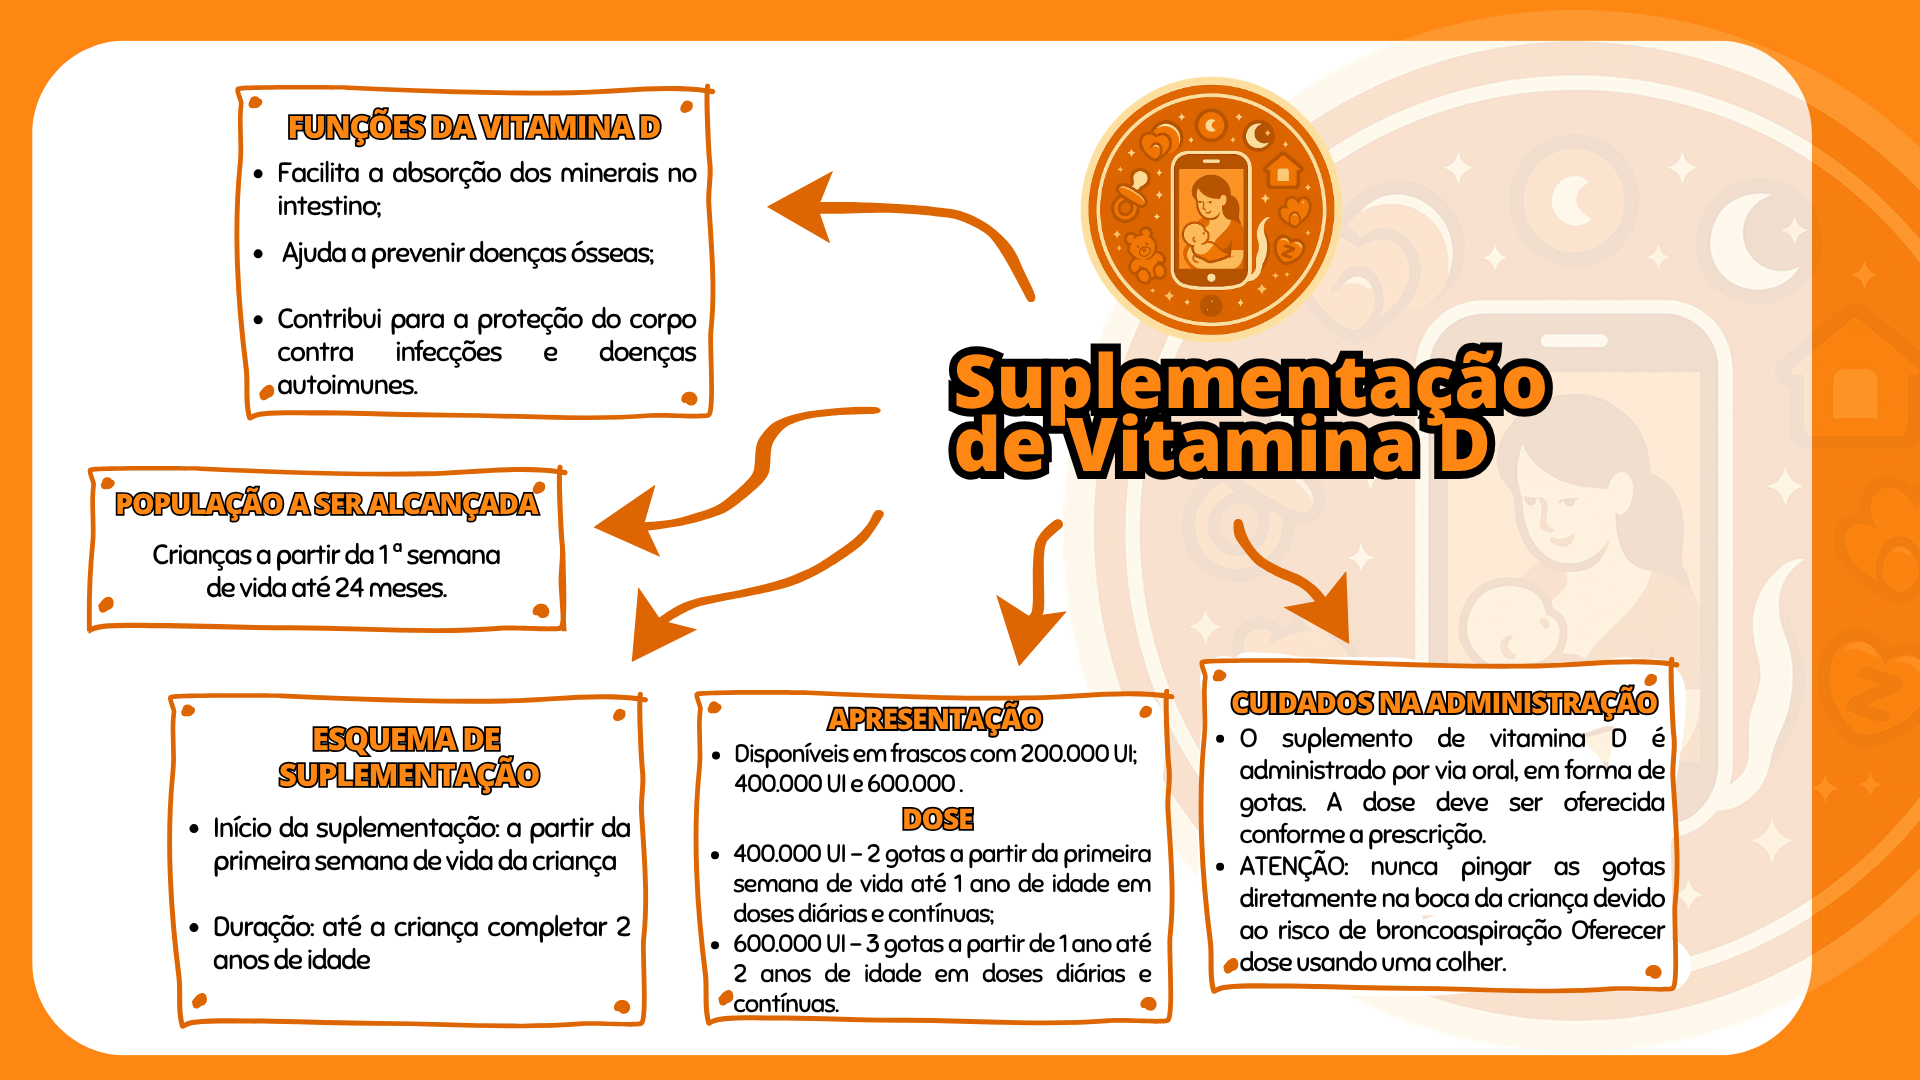 Suplementação
de Vitamina D
FUNÇÕES DA VITAMINA D
• Facilita a absorção dos minerais no
intestino;
• Ajuda a prevenir doenças ósseas;
• Contribui para a proteção do corpo
contra infecções e doenças
autoimunes.
POPULAÇÃO A SER ALCANÇADA
Crianças a partir da 1ª semana
de vida até 24 meses.
ESQUEMA DE
SUPLEMENTAÇÃO
• Início da suplementação: a partir da
primeira semana de vida da criança
• Duração: até a criança completar 2
anos de idade
APRESENTAÇÃO
• Disponíveis em frascos com 200.000 UI;
400.000 UI e 600.000 .
DOSE
• 400.000 UI – 2 gotas a partir da primeira
semana de vida até 1 ano de idade em
doses diárias e contínuas;
• 600.000 UI – 3 gotas a partir de 1 ano até
2 anos de idade em doses diárias e
contínuas.
CUIDADOS NA ADMINISTRAÇÃO
• O suplemento de vitamina D é
administrado por via oral, em forma de
gotas. A dose deve ser oferecida
conforme a prescrição.
• ATENÇÃO: nunca pingar as gotas
diretamente na boca da criança devido
ao risco de broncoaspiração Oferecer
dose usando uma colher.